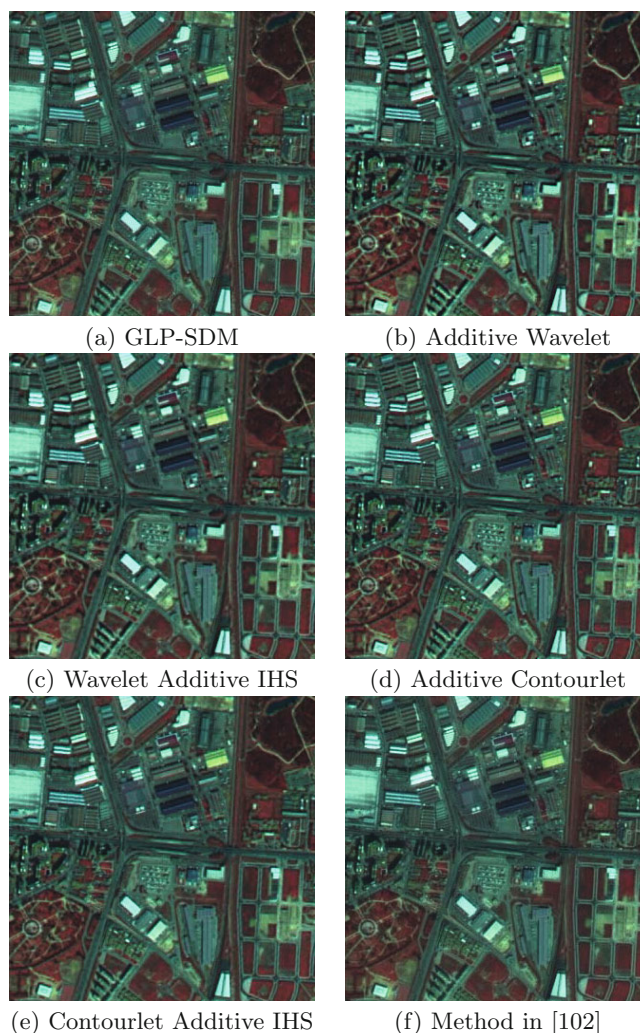 (a) GLP-SDM
(b) Additive Wavelet
(c) Wavelet Additive IHS
(d) Additive Contourlet
(e) Contourlet Additive IHS
(f) Method in [102]